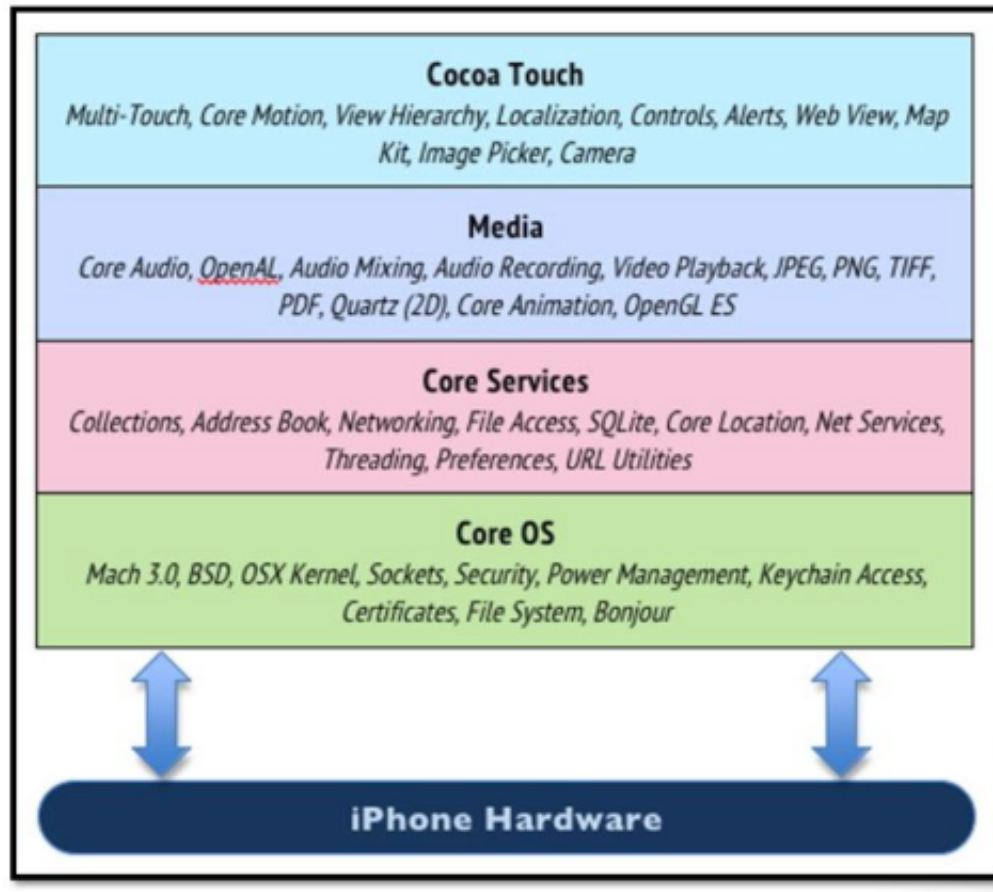 Cocoa Touch
Multi-Touch, Core Motion, View Hierarchy, Localization, Controls, Alerts, Web View, Map
Kit, Image Picker, Camera
Media
Core Audio, OpenAL, Audio Mixing, Audio Recording, Video Playback, JPEG, PNG, TIFF,
PDF, Quartz (2D), Core Animation, OpenGL ES
Core Services
Collections, Address Book, Networking, File Access, SQLite, Core Location, Net Services,
Threading, Preferences, URL Utilities
Core OS
Mach 3.0, BSD, OSX Kernel, Sockets, Security, Power Management, Keychain Access,
Certificates, File System, Bonjour
iPhone Hardware